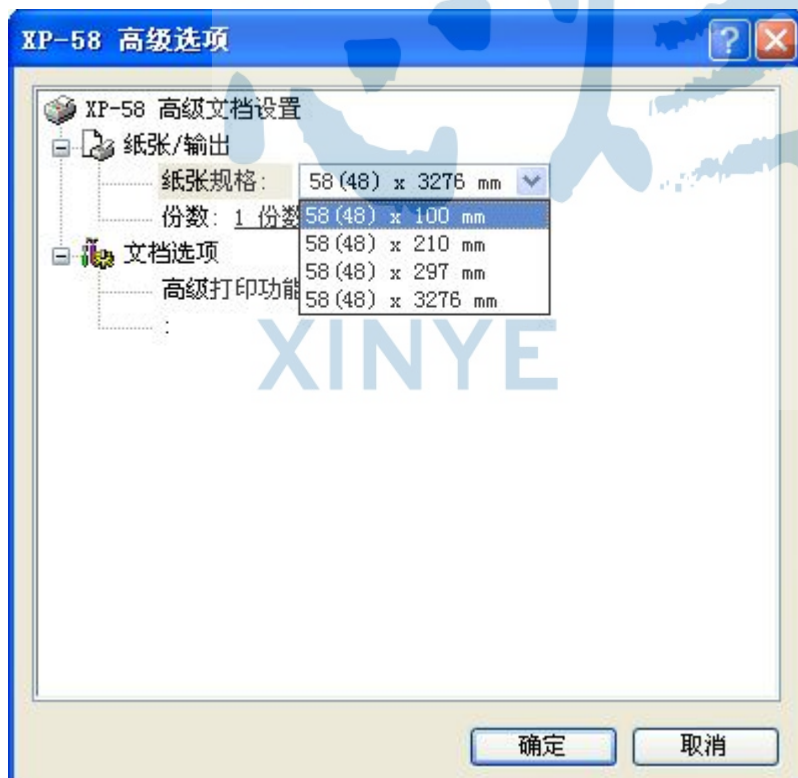 XP-58 高级选项
XP-58 高级文档设置
纸张/输出
纸张规格: 58(48) x 3276 mm
份数: 1 份数
58(48) x 100 mm
58(48) x 210 mm
58(48) x 297 mm
58(48) x 3276 mm
文档选项
高级打印功能
:
XINYE
确定
取消